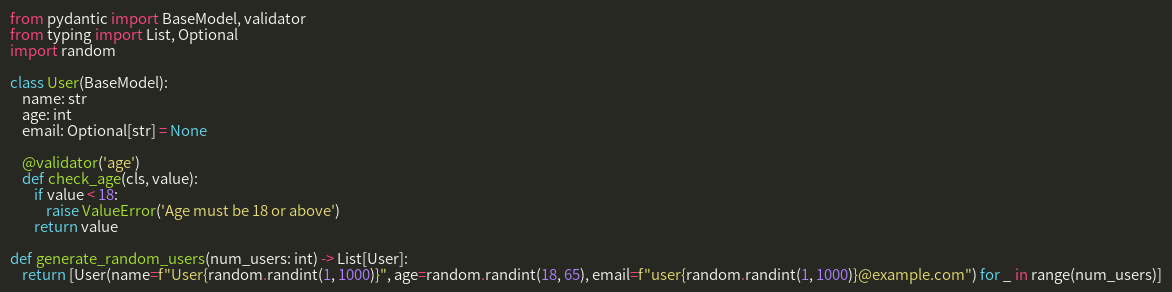 from pydantic import BaseModel, validator
from typing import List, Optional
import random

class User(BaseModel):
    name: str
    age: int
    email: Optional[str] = None

    @validator('age')
    def check_age(cls, value):
        if value < 18:
            raise ValueError('Age must be 18 or above')
        return value

def generate_random_users(num_users: int) -> List[User]:
    return [User(name=f"User{random.randint(1, 1000)}", age=random.randint(18, 65), email=f"user{random.randint(1, 1000)}@example.com") for _ in range(num_users)]